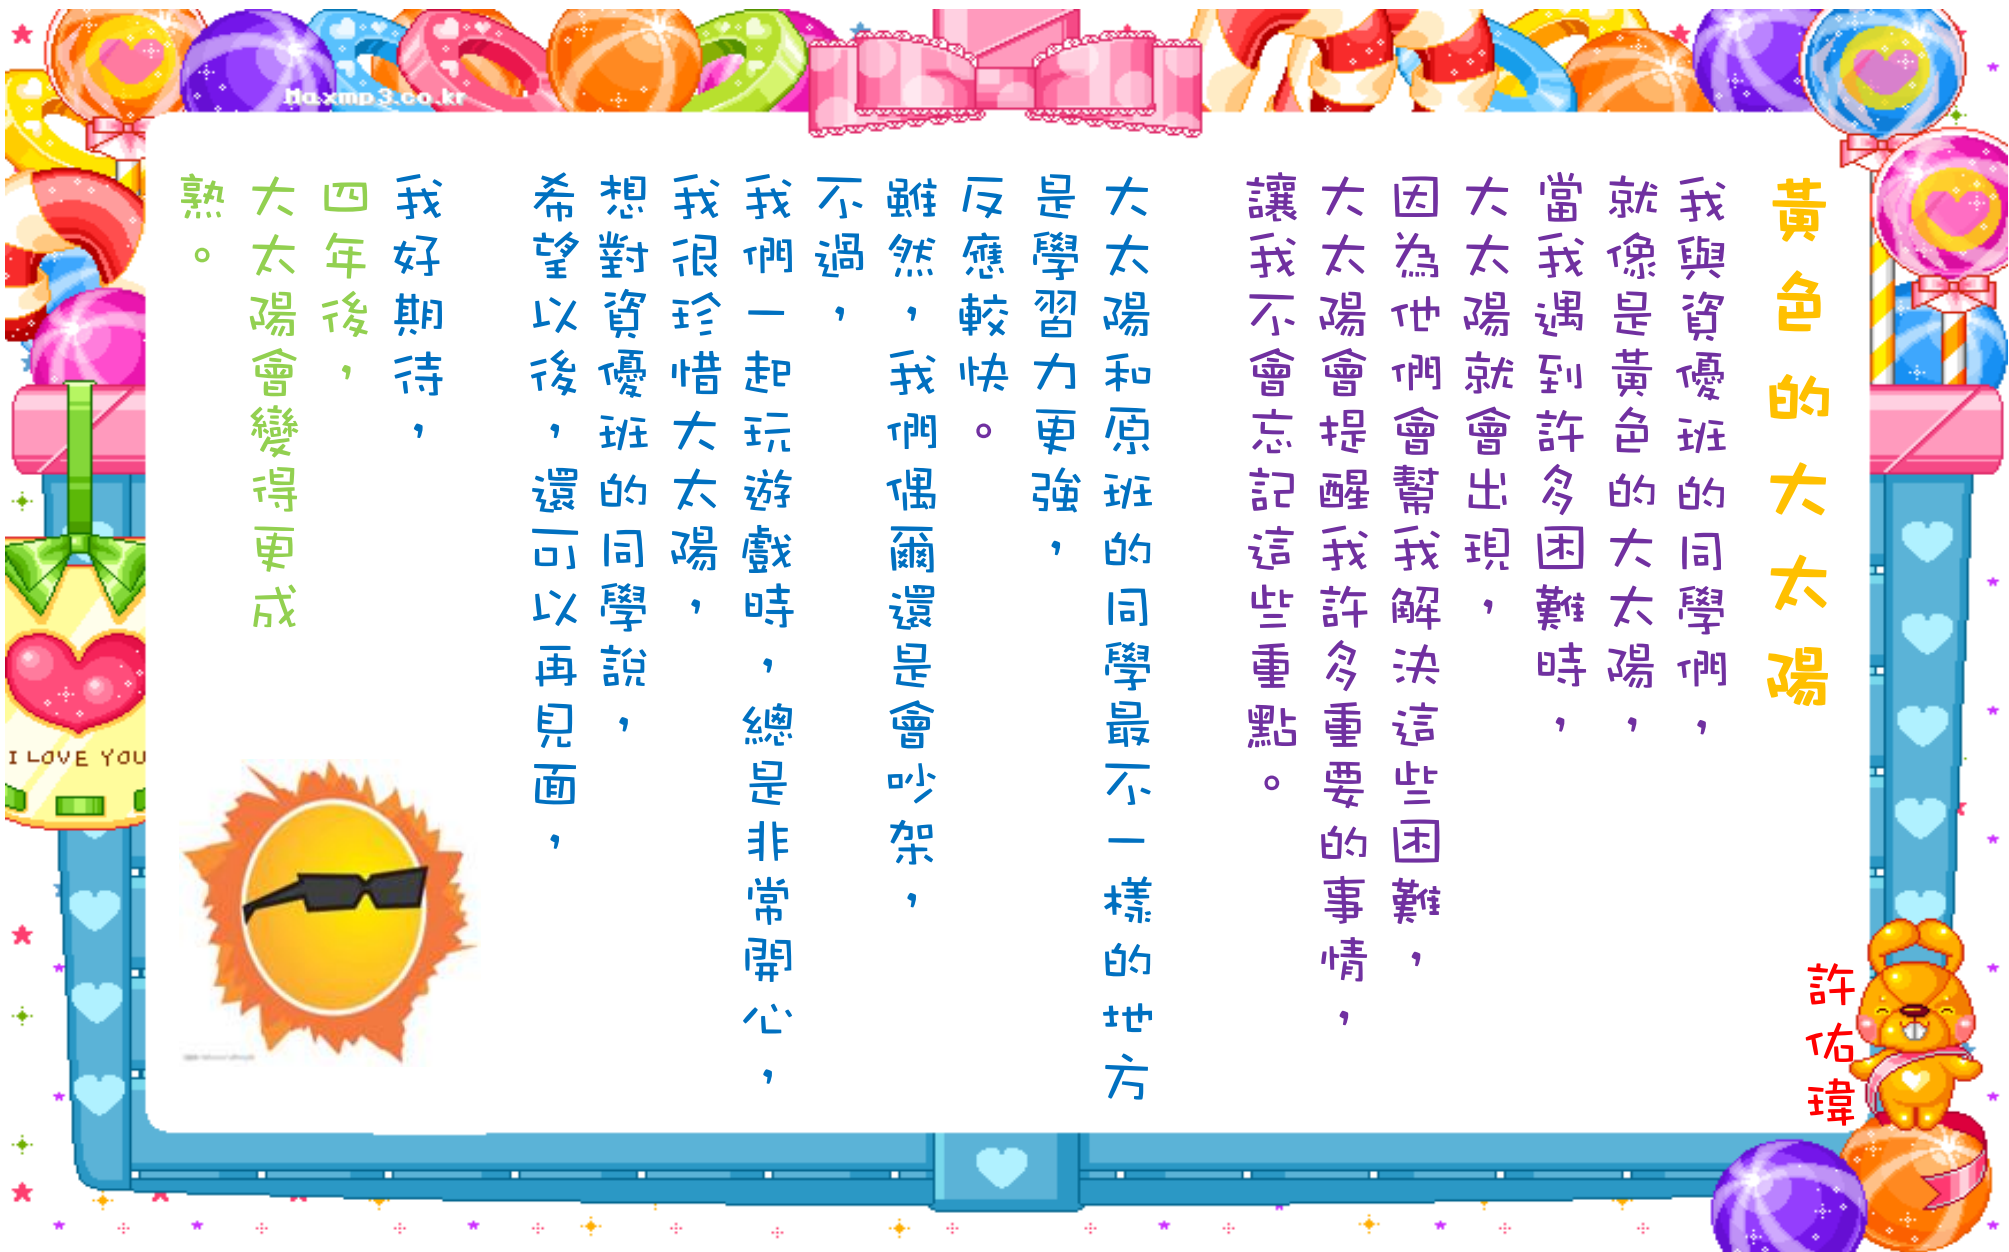 黃色的大太陽
許佑瑋
我與資優班的同學們，
就像是黃色的大太陽，
當我遇到許多困難時，
大太陽就會出現，
因為他們會幫我解決這些困難，
大太陽會提醒我許多重要的事情，
讓我不會忘記這些重點。
大太陽和原班的同學最不一樣的地方
是學習力更強，
反應較快。
雖然，我們偶爾還是會吵架，
不過，
我們一起玩遊戲時，總是非常開心，
我很珍惜大太陽，
想對資優班的同學說，
希望以後，還可以再見面，
我好期待，
四年後，
大太陽會變得更成
熟。
Maxmp3.co.kr
I LOVE YOU